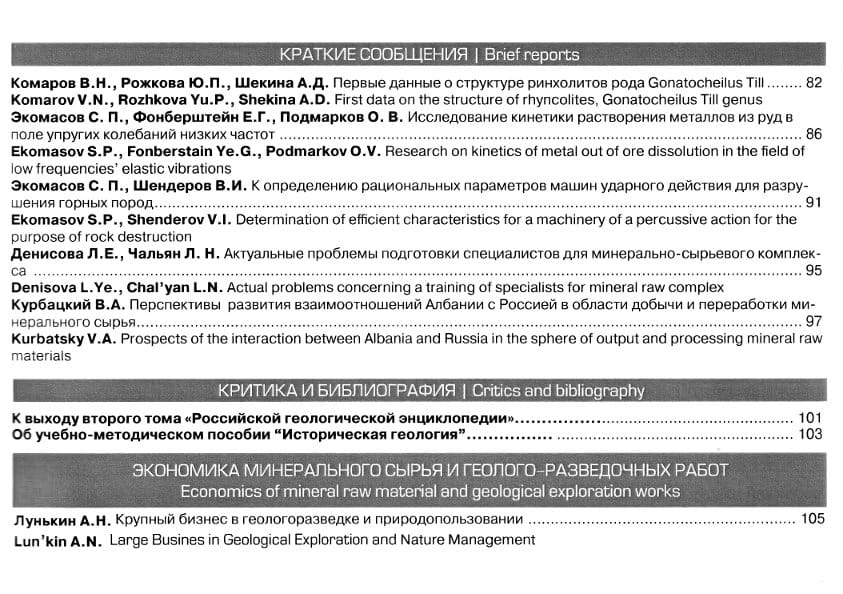 КРАТКИЕ СООБЩЕНИЯ | Brief reports
Комаров В.Н., Рожкова Ю.П., Шекина А.Д. Первые данные о структуре ринхолитов рода Gonatocheilus Till ........ 82
Komarov V.N., Rozhkova Yu.P., Shekina A.D. First data on the structure of rhyncolites, Gonatocheilus Till genus
Экомасов С. П., Фонберштейн Е.Г., Подмарков О. В. Исследование кинетики растворения металлов из руд в
поле упругих колебаний низких частот ........ 86
Ekomasov S.P., Fonberstain Ye.G., Podmarkov O.V. Research on kinetics of metal out of ore dissolution in the field of
low frequencies' elastic vibrations
Экомасов С. П., Шендеров В.И. К определению рациональных параметров машин ударного действия для разру-
шения горных пород........ 91
Ekomasov S.P., Shenderov V.I. Determination of efficient characteristics for a machinery of a percussive action for the
purpose of rock destruction
Денисова Л.Е., Чальян Л. Н. Актуальные проблемы подготовки специалистов для минерально-сырьевого комплек-
са ........ 95
Denisova L.Ye., Chal'yan L.N. Actual problems concerning a training of specialists for mineral raw complex
Курбацкий В.А. Перспективы развития взаимоотношений Албании с Россией в области добычи и переработки ми-
нерального сырья........ 97
Kurbatsky V.A. Prospects of the interaction between Albania and Russia in the sphere of output and processing mineral raw
materials
КРИТИКА И БИБЛИОГРАФИЯ | Critics and bibliography
К выходу второго тома «Российской геологической энциклопедии»........ 101
Об учебно-методическом пособии "Историческая геология"........ 103
ЭКОНОМИКА МИНЕРАЛЬНОГО СЫРЬЯ И ГЕОЛОГО-РАЗВЕДОЧНЫХ РАБОТ
Economics of mineral raw material and geological exploration works
Лунькин А.Н. Крупный бизнес в геологоразведке и природопользовании ........ 105
Lun'kin A.N. Large Busines in Geological Exploration and Nature Management